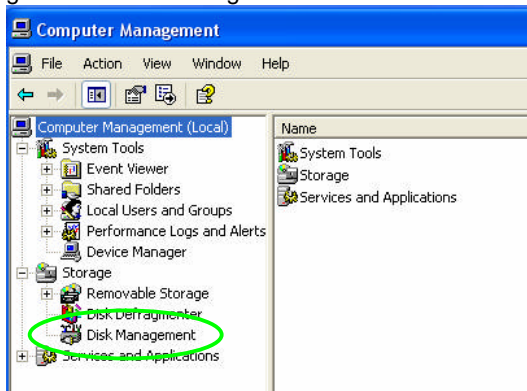 Computer Management
File Action View Window Help
Computer Management (Local)
System Tools
Event Viewer
Shared Folders
Local Users and Groups
Performance Logs and Alerts
Device Manager
Storage
Removable Storage
Disk Defragmenter
Disk Management
Services and Applications
Name
System Tools
Storage
Services and Applications